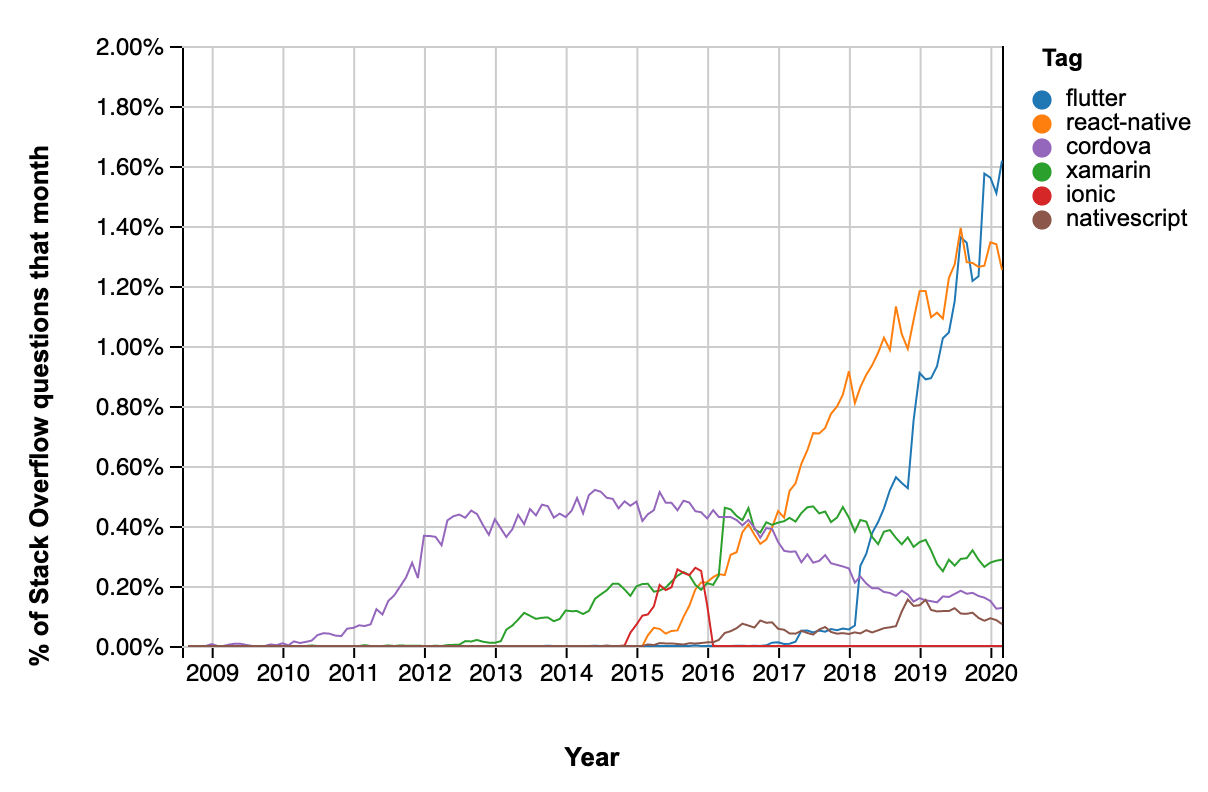 % of Stack Overflow questions that month
2.00%
1.80%
1.60%
1.40%
1.20%
1.00%
0.80%
0.60%
0.40%
0.20%
0.00%
2009 2010 2011 2012 2013 2014 2015 2016 2017 2018 2019 2020
Year
Tag
flutter
react-native
cordova
xamarin
ionic
nativescript